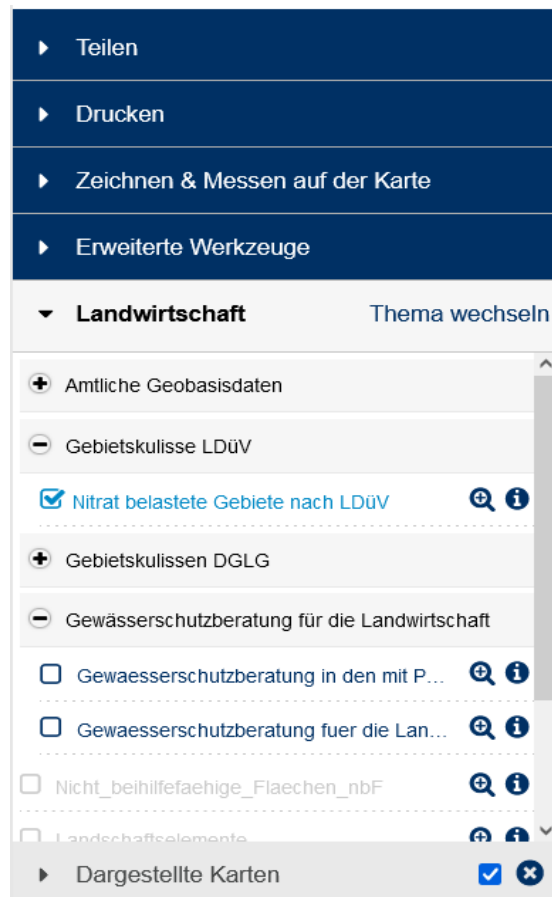 Teilen
Drucken
Zeichnen & Messen auf der Karte
Erweiterte Werkzeuge
Landwirtschaft Thema wechseln
Amtliche Geobasisdaten
Gebietskulisse LDüV
Nitrat belastete Gebiete nach LDüV
Gebietskulissen DGLG
Gewässerschutzberatung für die Landwirtschaft
Gewaesserschutzberatung in den mit P...
Gewaesserschutzberatung fuer die Lan...
Nicht_beihilfefaehige_Flaechen_nbF
Landschaftselemente
Dargestellte Karten